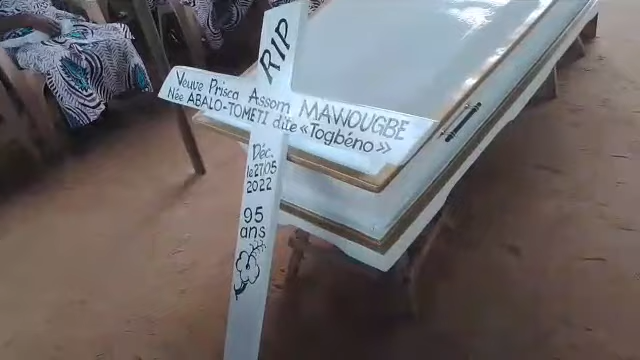 RIP
Veuve Prisca Assom MAWOUGBE
Née ABALO-TOMETI dite «Togbéno»
Déc.
le 27/05
2022
95
ans